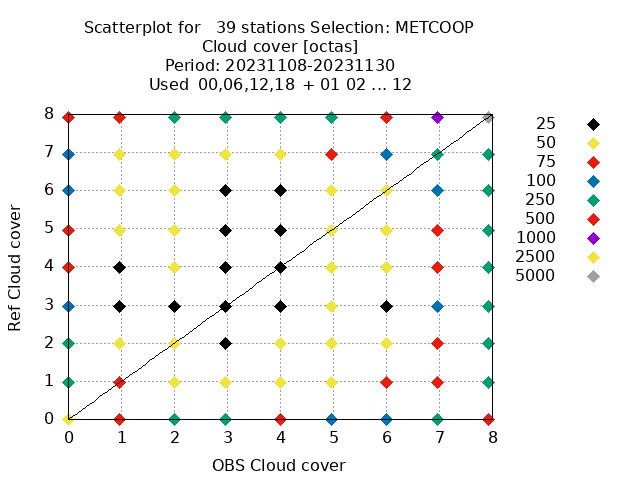 Scatterplot for   39 stations Selection: METCOOP
Cloud cover [octas]
Period: 20231108-20231130
Used  00,06,12,18 + 01 02 ... 12
8
7
6
5
4
3
2
1
0
Ref Cloud cover
0 1 2 3 4 5 6 7 8
OBS Cloud cover
25
50
75
100
250
500
1000
2500
5000